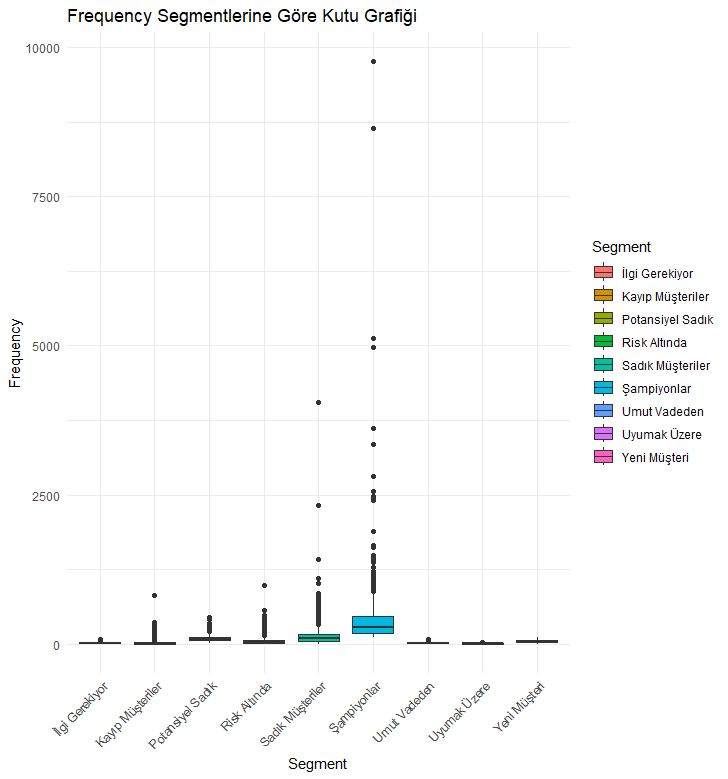 Frequency Segmentlerine Göre Kutu Grafiği
10000
7500
5000
2500
0
Frequency
İlgi Gerekiyor
Kayıp Müşteriler
Potansiyel Sadık
Risk Altında
Sadık Müşteriler
Şampiyonlar
Umut Vadeden
Uyumak Üzere
Yeni Müşteri
Segment
Segment
İlgi Gerekiyor
Kayıp Müşteriler
Potansiyel Sadık
Risk Altında
Sadık Müşteriler
Şampiyonlar
Umut Vadeden
Uyumak Üzere
Yeni Müşteri